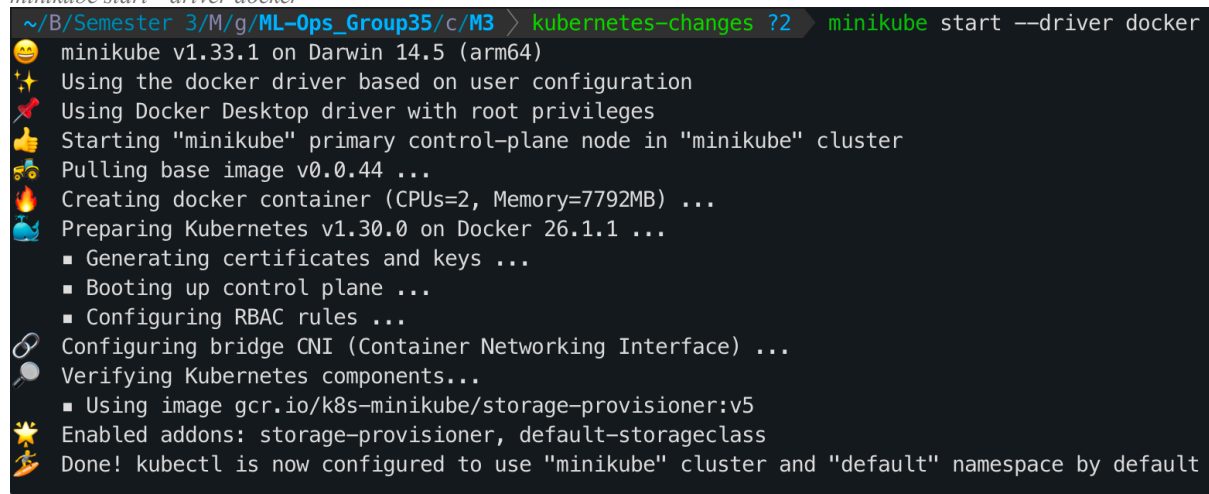 minikube start --driver docker
~/B/Semester 3/M/g/ML-Ops_Group35/c/M3 kubernetes-changes ?2 minikube start --driver docker
minikube v1.33.1 on Darwin 14.5 (arm64)
Using the docker driver based on user configuration
Using Docker Desktop driver with root privileges
Starting "minikube" primary control-plane node in "minikube" cluster
Pulling base image v0.0.44 ...
Creating docker container (CPUs=2, Memory=7792MB) ...
Preparing Kubernetes v1.30.0 on Docker 26.1.1 ...
▪ Generating certificates and keys ...
▪ Booting up control plane ...
▪ Configuring RBAC rules ...
Configuring bridge CNI (Container Networking Interface) ...
Verifying Kubernetes components...
▪ Using image gcr.io/k8s-minikube/storage-provisioner:v5
Enabled addons: storage-provisioner, default-storageclass
Done! kubectl is now configured to use "minikube" cluster and "default" namespace by default